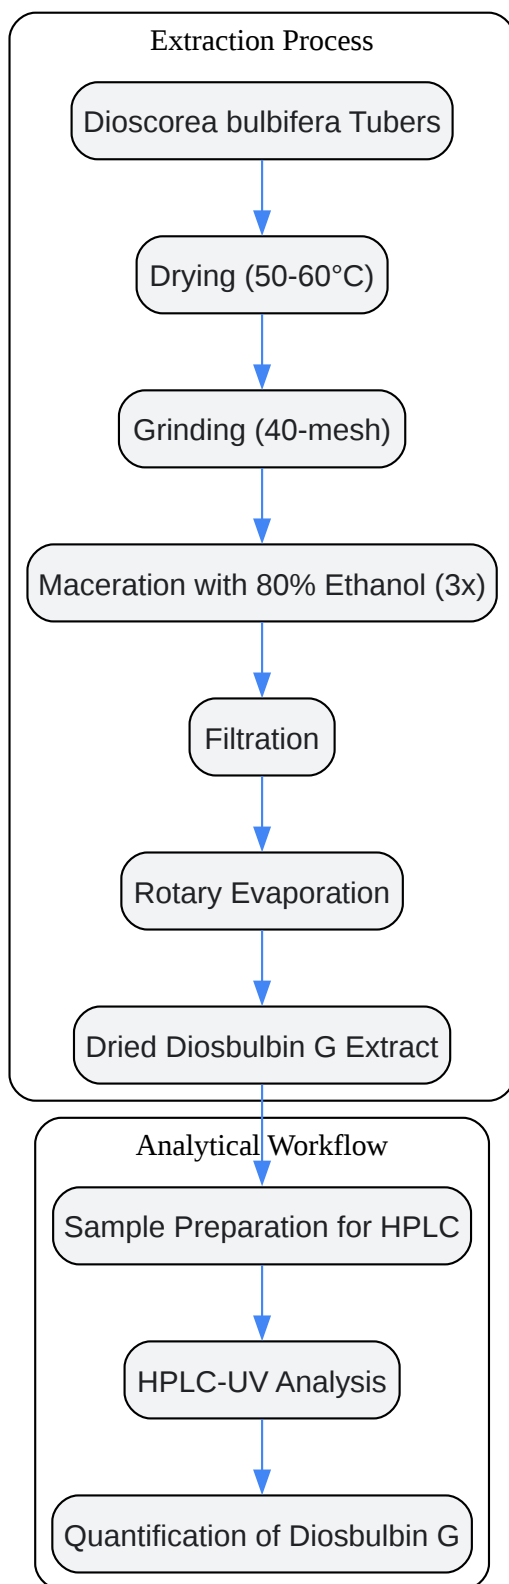 Extraction Process
Dioscorea bulbifera Tubers
Drying (50-60°C)
Grinding (40-mesh)
Maceration with 80% Ethanol (3x)
Filtration
Rotary Evaporation
Dried Diosbulbin G Extract
Analytical Workflow
Sample Preparation for HPLC
HPLC-UV Analysis
Quantification of Diosbulbin G